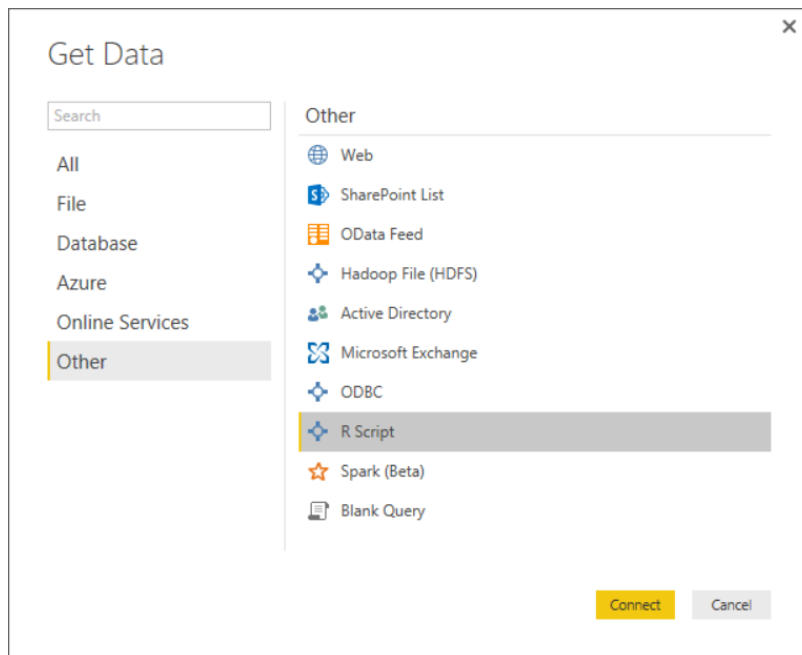 Get Data
Search
All
File
Database
Azure
Online Services
Other
Other
Web
SharePoint List
OData Feed
Hadoop File (HDFS)
Active Directory
Microsoft Exchange
ODBC
R Script
Spark (Beta)
Blank Query
Connect
Cancel